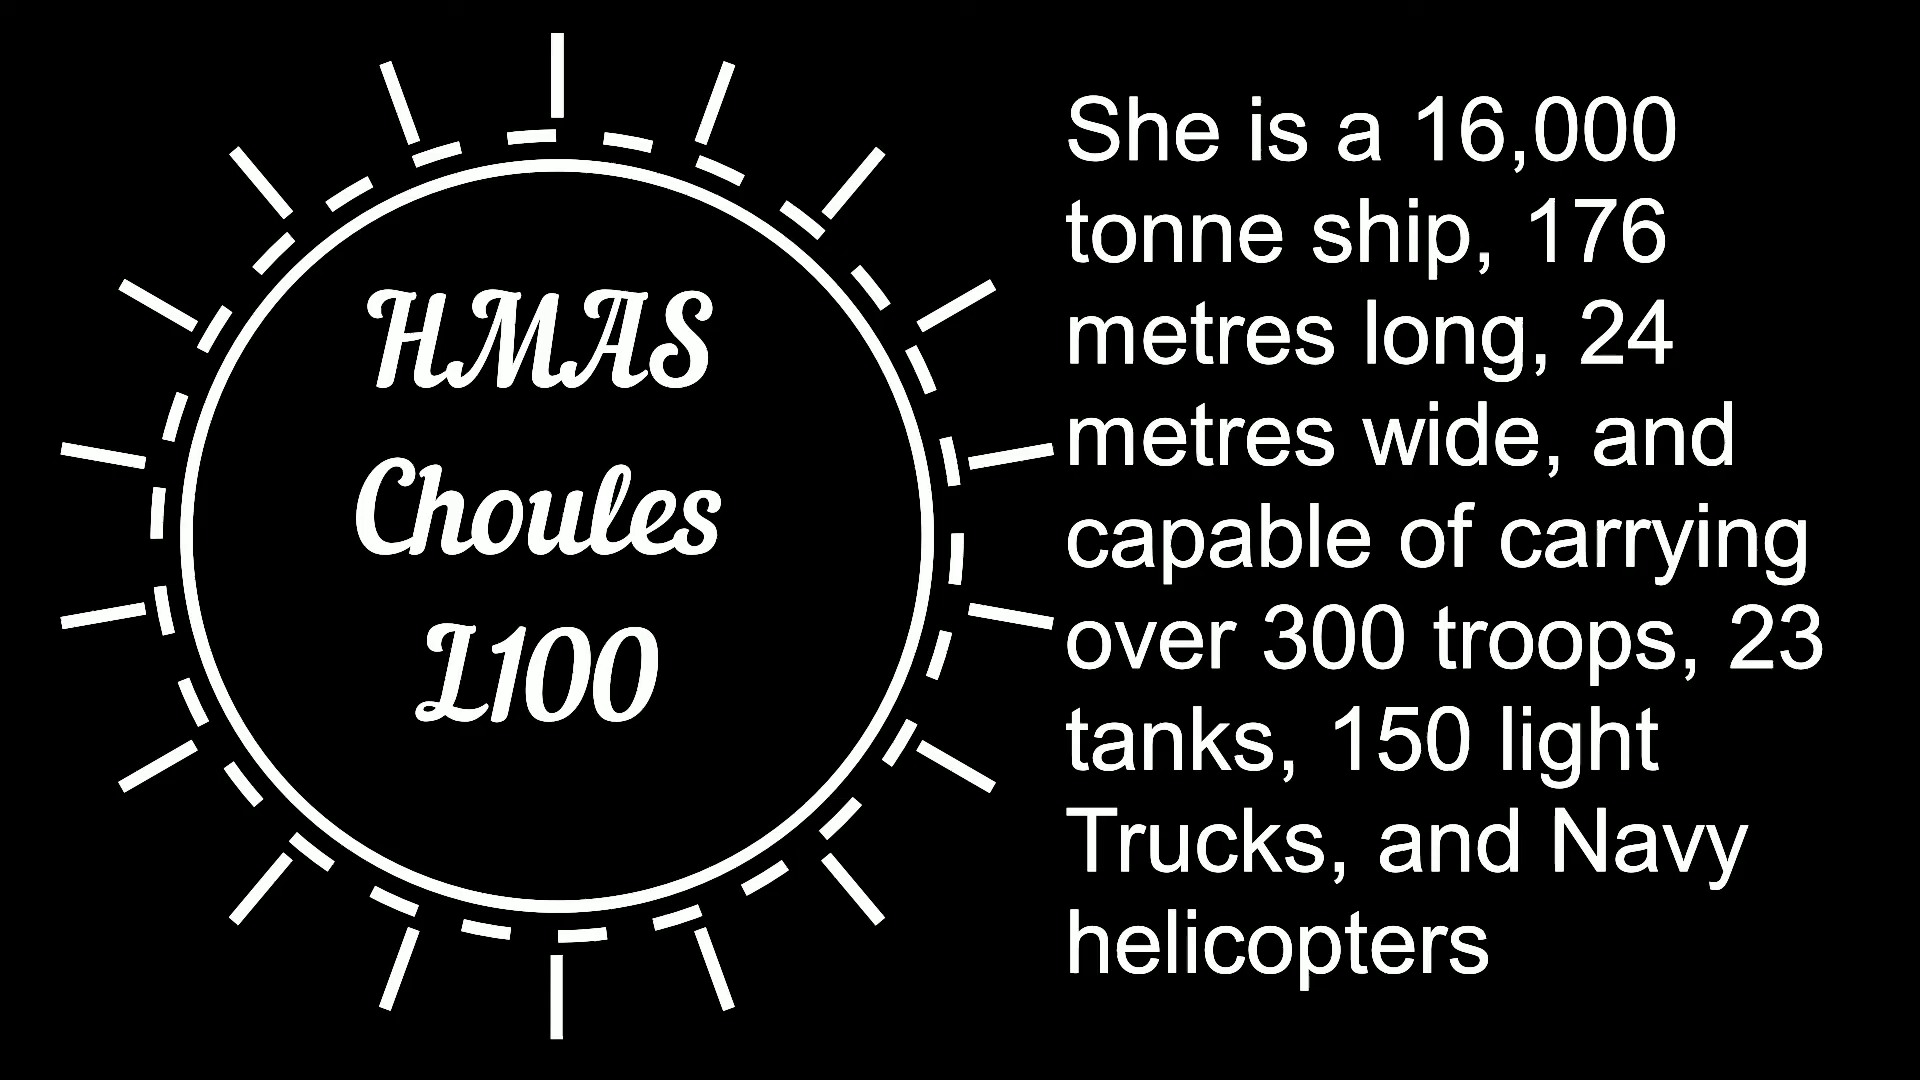 HMAS
Choules
L100
She is a 16,000
tonne ship, 176
metres long, 24
metres wide, and
capable of carrying
over 300 troops, 23
tanks, 150 light
Trucks, and Navy
helicopters